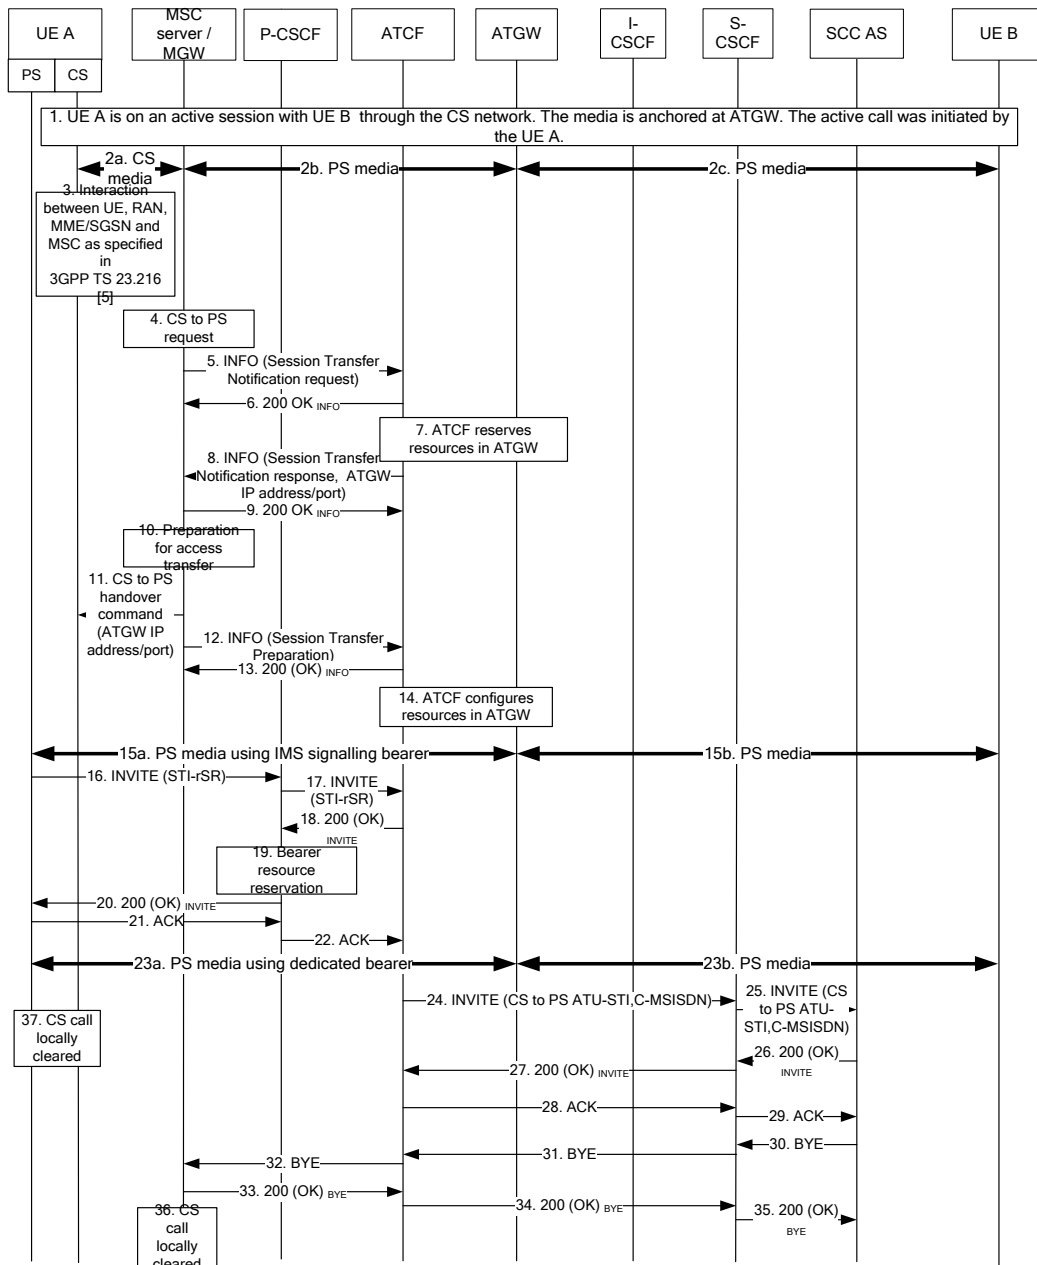 UE A
MSC
server /
MGW
P-CSCF
ATCF
ATGW
I-
CSCF
S-
CSCF
SCC AS
UE B
PS
CS
1. UE A is on an active session with UE B through the CS network. The media is anchored at ATGW. The active call was initiated by
the UE A.
2a. CS
media
2b. PS media
2c. PS media
3. Interaction
between UE, RAN,
MME/SGSN and
MSC as specified
in
3GPP TS 23.216
[5]
4. CS to PS
request
5. INFO (Session Transfer
Notification request)
6. 200 OK INFO
7. ATCF reserves
resources in ATGW
8. INFO (Session Transfer
Notification response, ATGW
IP address/port)
9. 200 OK INFO
10. Preparation
for access
transfer
11. CS to PS
handover
command
(ATGW IP
address/port)
12. INFO (Session Transfer
Preparation)
13. 200 (OK) INFO
14. ATCF configures
resources in ATGW
15a. PS media using IMS signalling bearer
15b. PS media
16. INVITE (STI-rSR)
17. INVITE
(STI-rSR)
18. 200 (OK)
INVITE
19. Bearer
resource
reservation
20. 200 (OK) INVITE
21. ACK
22. ACK
23a. PS media using dedicated bearer
23b. PS media
24. INVITE (CS to PS ATU-STI,C-MSISDN)
25. INVITE (CS
to PS ATU-
STI,C-MSISDN)
37. CS call
locally
cleared
26. 200 (OK)
INVITE
27. 200 (OK) INVITE
28. ACK
29. ACK
30. BYE
31. BYE
32. BYE
33. 200 (OK) BYE
34. 200 (OK) BYE
35. 200 (OK)
BYE
36. CS
call
locally
cleared